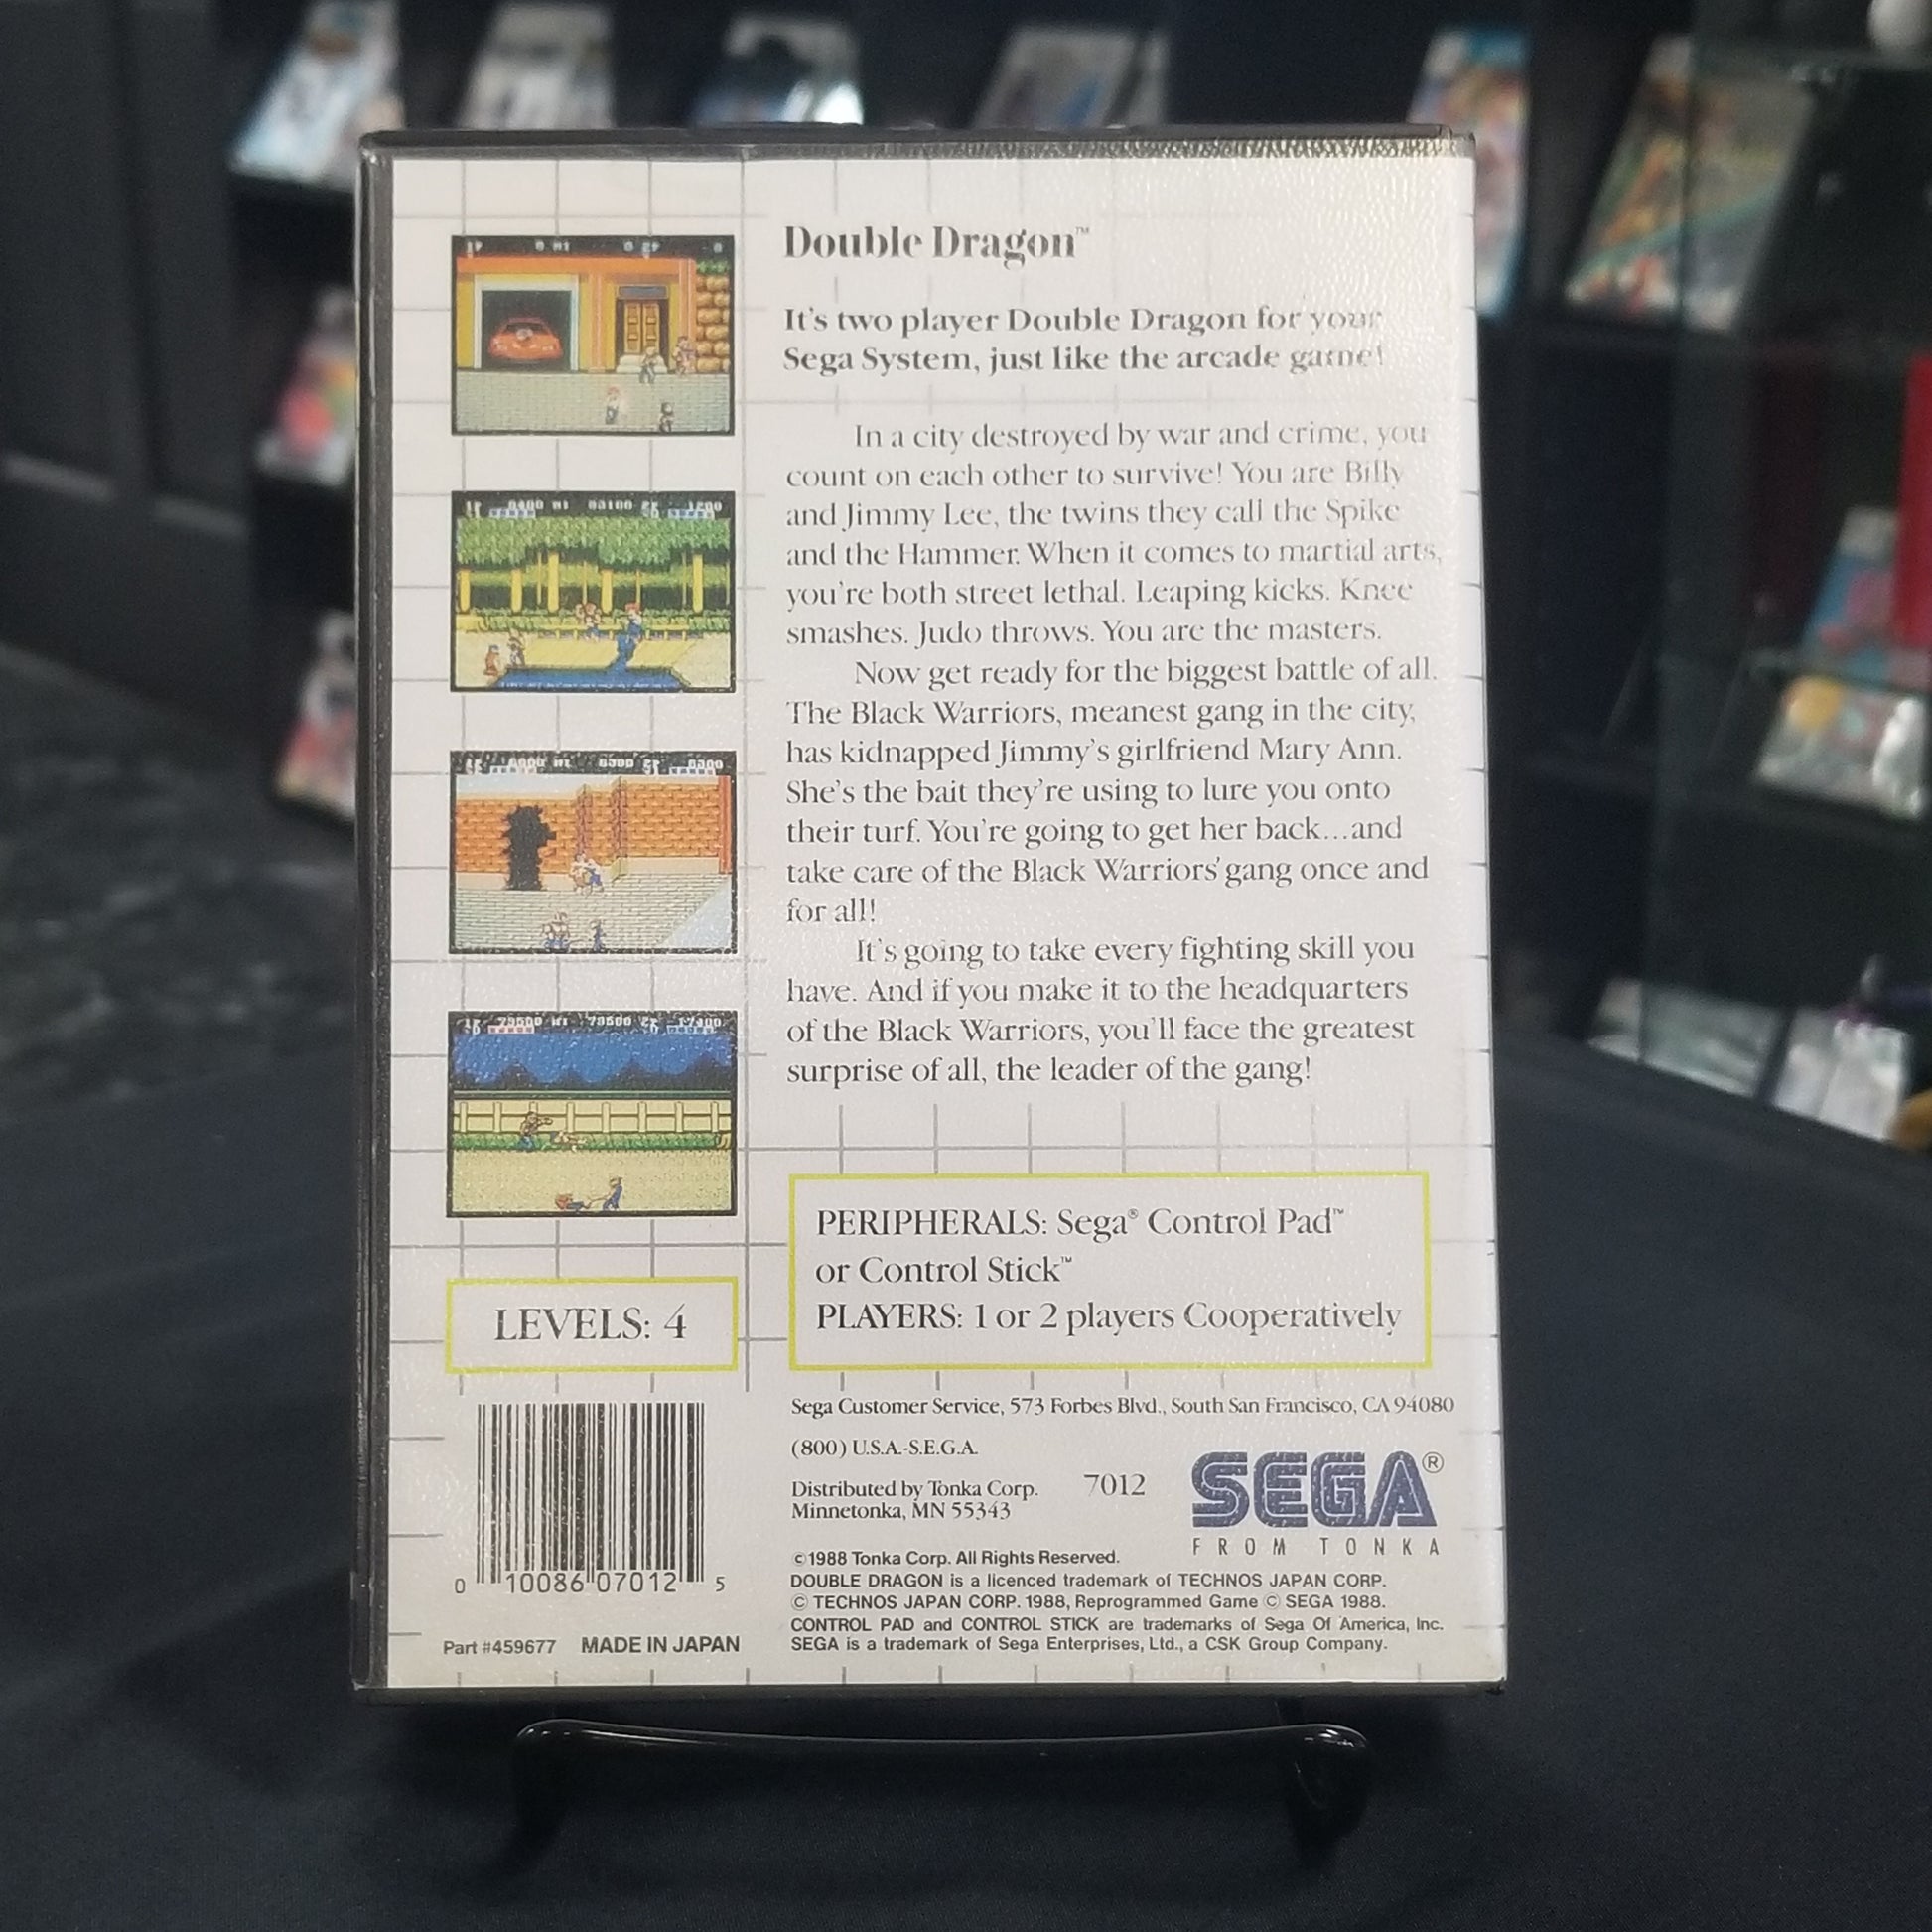 Double Dragon™
It's two player Double Dragon for your
Sega System, just like the arcade game!
In a city destroyed by war and crime, you
count on each other to survive! You are Billy
and Jimmy Lee, the twins they call the Spike
and the Hammer. When it comes to martial arts,
you're both street lethal. Leaping kicks. Knee
smashes. Judo throws. You are the masters.
Now get ready for the biggest battle of all.
The Black Warriors, meanest gang in the city,
has kidnapped Jimmy's girlfriend Mary Ann.
She's the bait they're using to lure you onto
their turf. You're going to get her back...and
take care of the Black Warriors' gang once and
for all!
It's going to take every fighting skill you
have. And if you make it to the headquarters
of the Black Warriors, you'll face the greatest
surprise of all, the leader of the gang!
PERIPHERALS: Sega® Control Pad™
or Control Stick™
PLAYERS: 1 or 2 players Cooperatively
LEVELS: 4
Sega Customer Service, 573 Forbes Blvd., South San Francisco, CA 94080
(800) U.S.A.-S.E.G.A.
Distributed by Tonka Corp. 7012
Minnetonka, MN 55343
SEGA®
FROM TONKA
©1988 Tonka Corp. All Rights Reserved.
DOUBLE DRAGON is a licenced trademark of TECHNOS JAPAN CORP.
© TECHNOS JAPAN CORP. 1988, Reprogrammed Game © SEGA 1988.
CONTROL PAD and CONTROL STICK are trademarks of Sega Of America, Inc.
SEGA is a trademark of Sega Enterprises, Ltd., a CSK Group Company.
0 10086 07012 5
Part #459677 MADE IN JAPAN